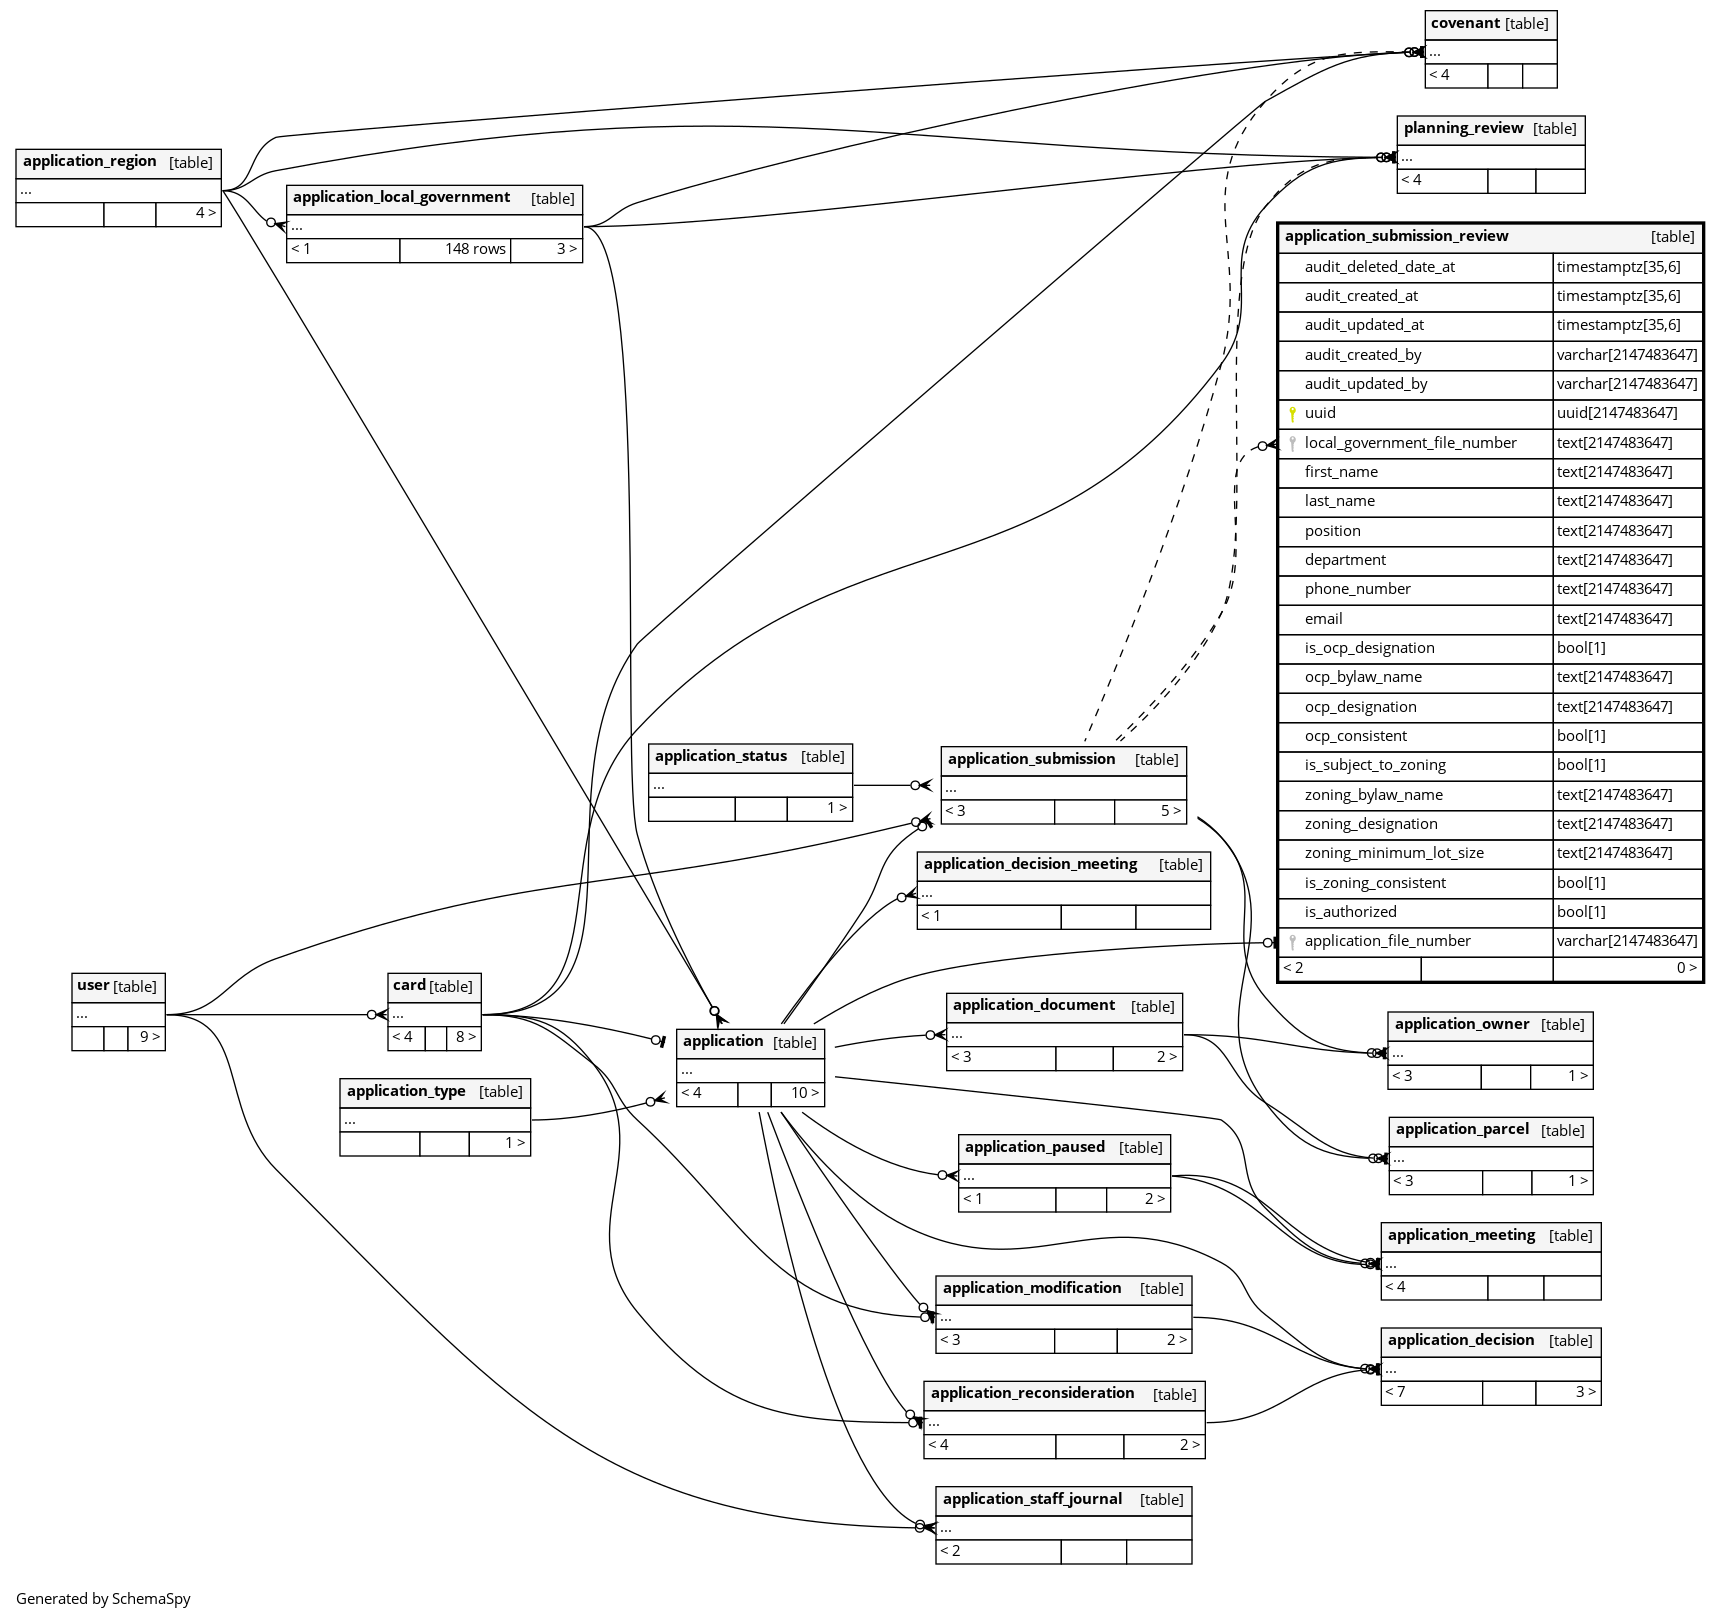 covenant [table]
...
< 4
planning_review [table]
...
< 4
application_region [table]
...
4 >
application_local_government [table]
...
< 1 148 rows 3 >
application_submission_review [table]
audit_deleted_date_at timestamptz[35,6]
audit_created_at timestamptz[35,6]
audit_updated_at timestamptz[35,6]
audit_created_by varchar[2147483647]
audit_updated_by varchar[2147483647]
uuid uuid[2147483647]
local_government_file_number text[2147483647]
first_name text[2147483647]
last_name text[2147483647]
position text[2147483647]
department text[2147483647]
phone_number text[2147483647]
email text[2147483647]
is_ocp_designation bool[1]
ocp_bylaw_name text[2147483647]
ocp_designation text[2147483647]
ocp_consistent bool[1]
is_subject_to_zoning bool[1]
zoning_bylaw_name text[2147483647]
zoning_designation text[2147483647]
zoning_minimum_lot_size text[2147483647]
is_zoning_consistent bool[1]
is_authorized bool[1]
application_file_number varchar[2147483647]
< 2 0 >
application_status [table]
...
1 >
application_submission [table]
...
< 3 5 >
application_decision_meeting [table]
...
< 1
user [table]
...
9 >
card [table]
...
< 4 8 >
application [table]
...
< 4 10 >
application_document [table]
...
< 3 2 >
application_owner [table]
...
< 3 1 >
application_type [table]
...
1 >
application_parcel [table]
...
< 3 1 >
application_paused [table]
...
< 1 2 >
application_meeting [table]
...
< 4
application_modification [table]
...
< 3 2 >
application_decision [table]
...
< 7 3 >
application_reconsideration [table]
...
< 4 2 >
application_staff_journal [table]
...
< 2
Generated by SchemaSpy